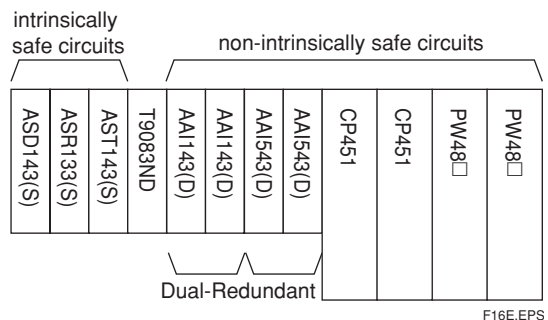 intrinsically
safe circuits
non-intrinsically safe circuits
ASD143(S)
ASR133(S)
AST143(S)
T9083ND
AAI143(D)
AAI143(D)
AAI543(D)
AAI543(D)
CP451
CP451
PW48□
PW48□
Dual-Redundant
F16E.EPS